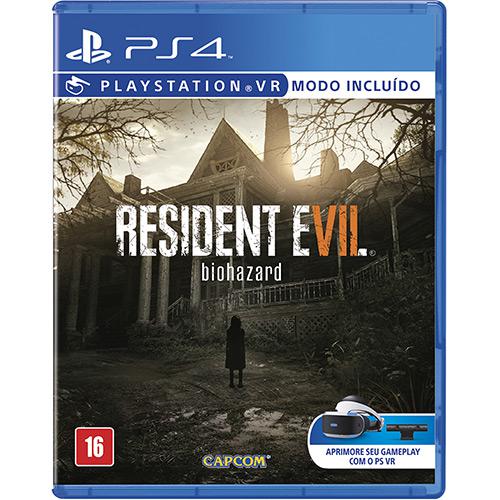 PS4
PLAYSTATION®VR MODO INCLUÍDO
RESIDENT EVIL®
biohazard
16
CAPCOM®
APRIMORE SEU GAMEPLAY
COM O PS VR